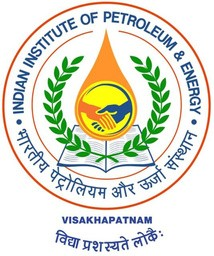 • INDIAN INSTITUTE OF PETROLEUM & ENERGY •
भारतीय पेट्रोलियम और ऊर्जा संस्थान
VISAKHAPATNAM
विद्या प्रशस्यते लोकैः